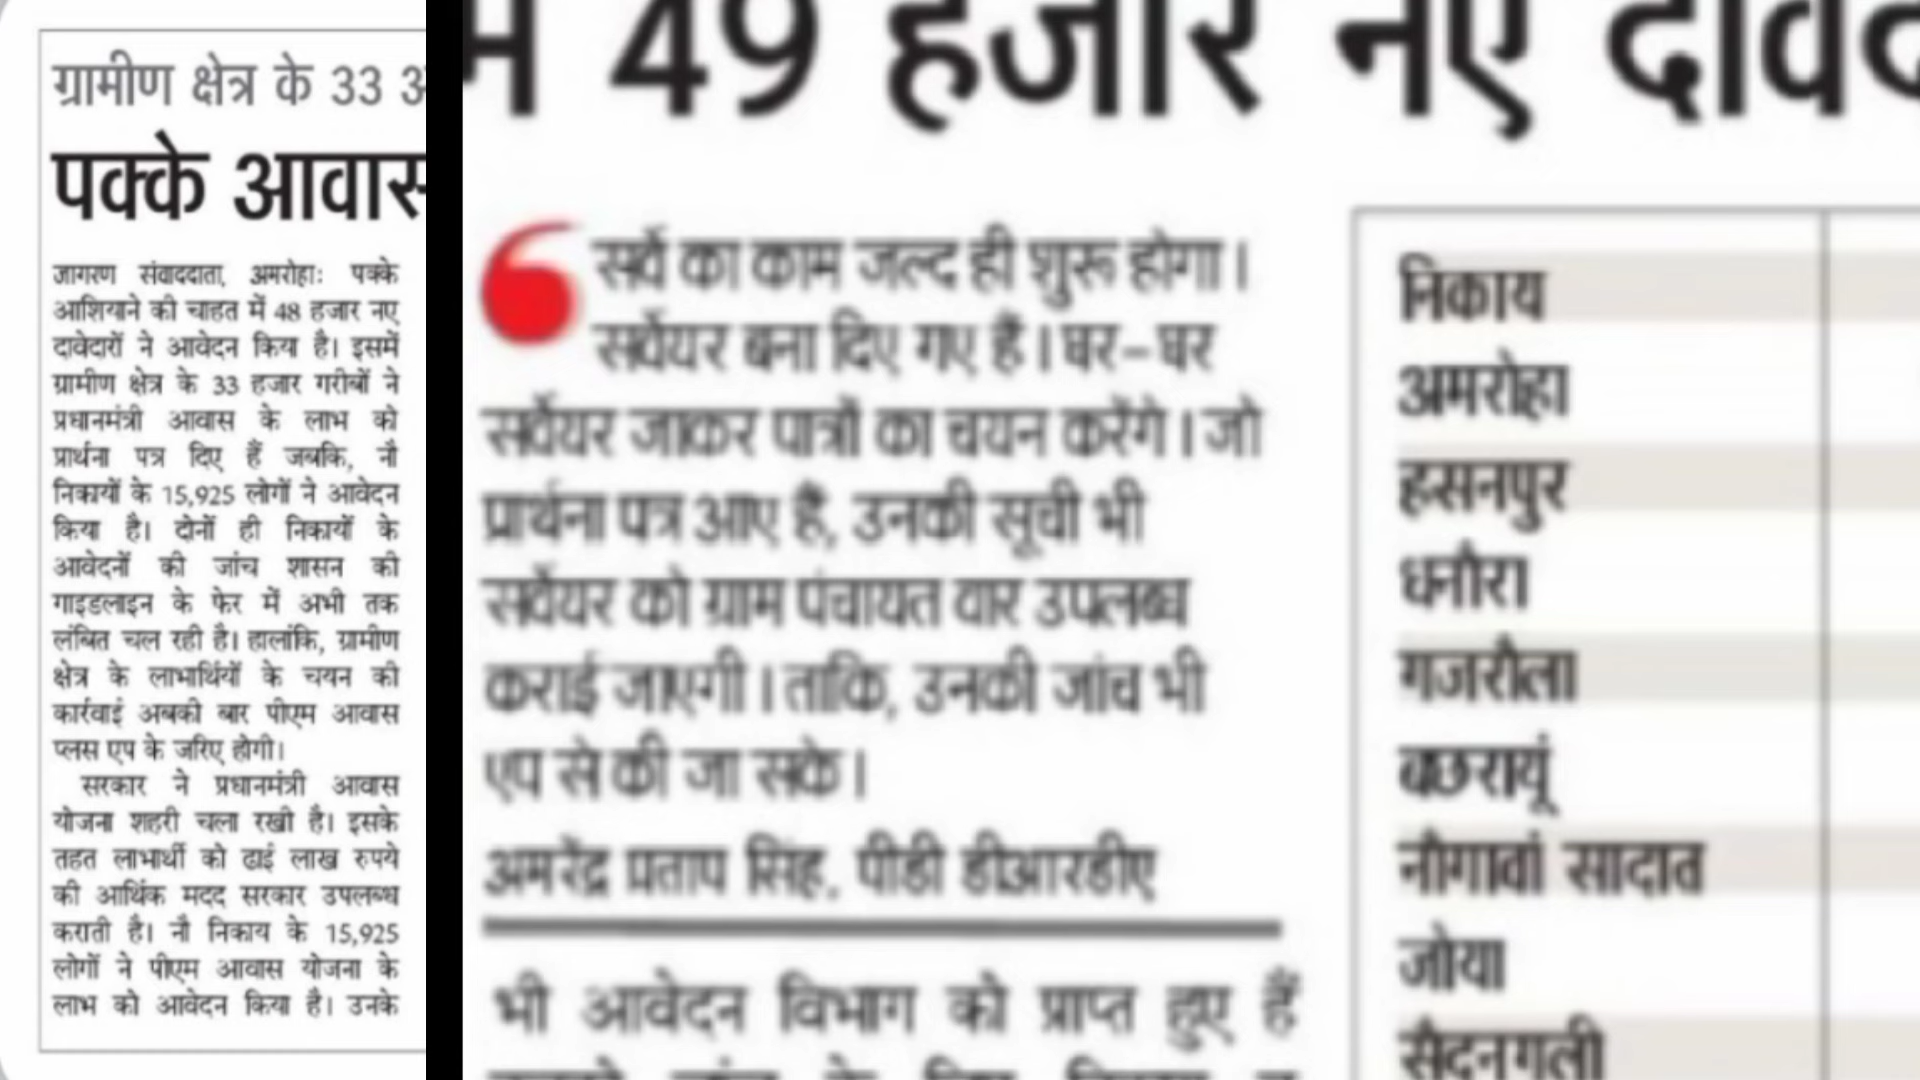 ग्रामीण क्षेत्र के 33
पक्के आवास
जागरण संवाददाता, अमरोहाः पक्के
आशियाने की चाहत में 48 हजार नए
दावेदारों ने आवेदन किया है। इसमें
ग्रामीण क्षेत्र के 33 हजार गरीबों ने
प्रधानमंत्री आवास के लाभ को
प्रार्थना पत्र दिए हैं जबकि, नौ
निकायों के 15,925 लोगों ने आवेदन
किया है। दोनों ही निकायों के
आवेदनों की जांच शासन की
गाइडलाइन के फेर में अभी तक
लंबित चल रही है। हालांकि, ग्रामीण
क्षेत्र के लाभार्थियों के चयन की
कार्रवाई अबकी बार पीएम आवास
प्लस एप के जरिए होगी।
सरकार ने प्रधानमंत्री आवास
योजना शहरी चला रखी है। इसके
तहत लाभार्थी को ढाई लाख रुपये
की आर्थिक मदद सरकार उपलब्ध
कराती है। नौ निकाय के 15,925
लोगों ने पीएम आवास योजना के
लाभ को आवेदन किया है। उनके
में 49 हजार नए
सर्वे का काम जल्द ही शुरू होगा।
सर्वेयर बना दिए गए हैं। घर-घर
सर्वेयर जाकर पात्रों का चयन करेंगे। जो
प्रार्थना पत्र आए हैं, उनकी सूची भी
सर्वेयर को ग्राम पंचायत वार उपलब्ध
कराई जाएगी। ताकि, उनकी जांच भी
एप से की जा सके।
अमरेंद्र प्रताप सिंह, पीडी डीआरडीए
भी आवेदन विभाग को प्राप्त हुए हैं
निकाय
अमरोहा
हसनपुर
धनौरा
गजरौला
बछरायूं
नौगावां सादात
जोया
सैदनगली